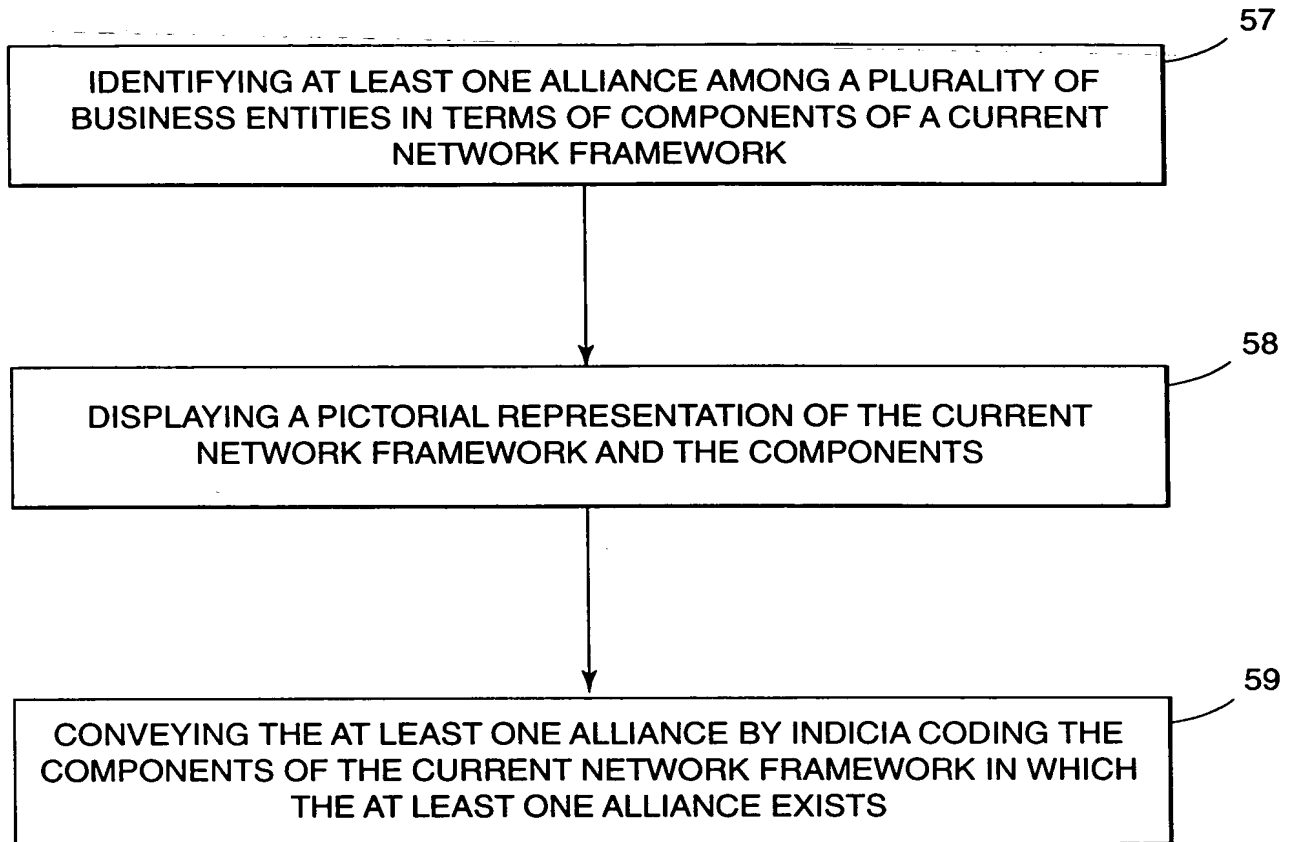 57
IDENTIFYING AT LEAST ONE ALLIANCE AMONG A PLURALITY OF
BUSINESS ENTITIES IN TERMS OF COMPONENTS OF A CURRENT
NETWORK FRAMEWORK
58
DISPLAYING A PICTORIAL REPRESENTATION OF THE CURRENT
NETWORK FRAMEWORK AND THE COMPONENTS
59
CONVEYING THE AT LEAST ONE ALLIANCE BY INDICIA CODING THE
COMPONENTS OF THE CURRENT NETWORK FRAMEWORK IN WHICH
THE AT LEAST ONE ALLIANCE EXISTS